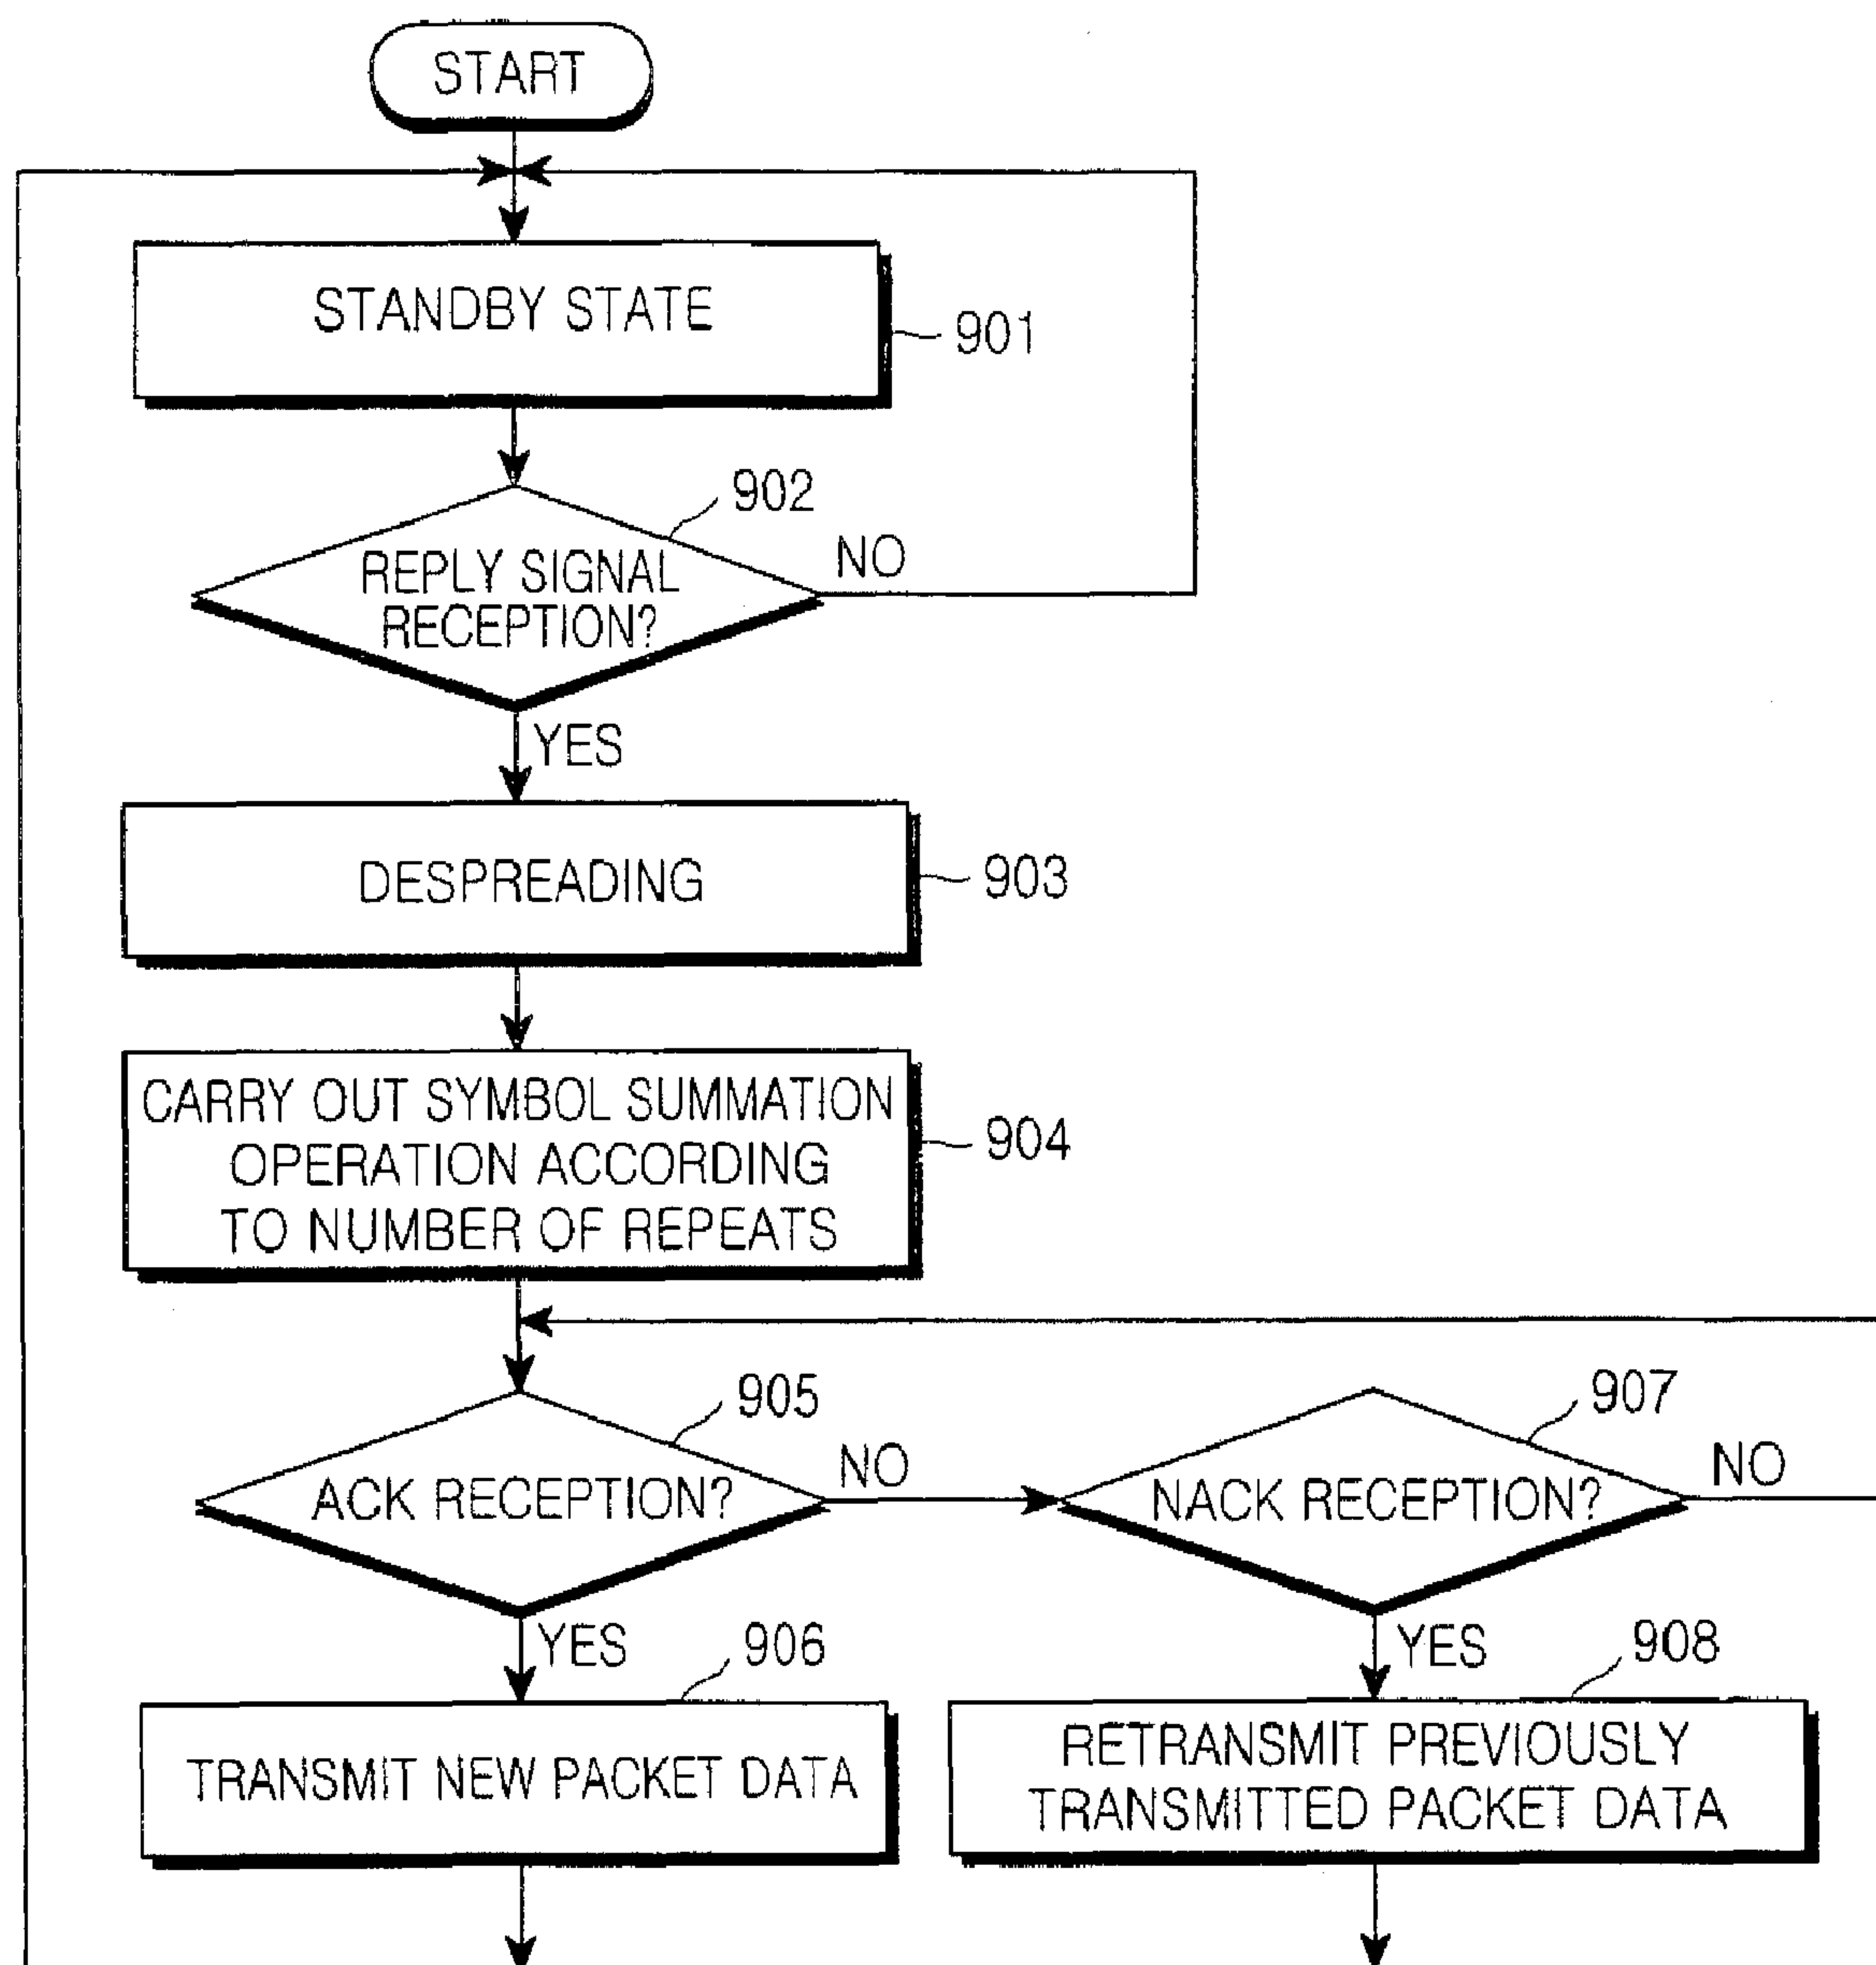 START
STANDBY STATE
901
902
REPLY SIGNAL
RECEPTION?
NO
YES
DESPREADING
903
CARRY OUT SYMBOL SUMMATION
OPERATION ACCORDING
TO NUMBER OF REPEATS
904
905
ACK RECEPTION?
NO
907
NACK RECEPTION?
NO
YES
906
TRANSMIT NEW PACKET DATA
YES
908
RETRANSMIT PREVIOUSLY
TRANSMITTED PACKET DATA